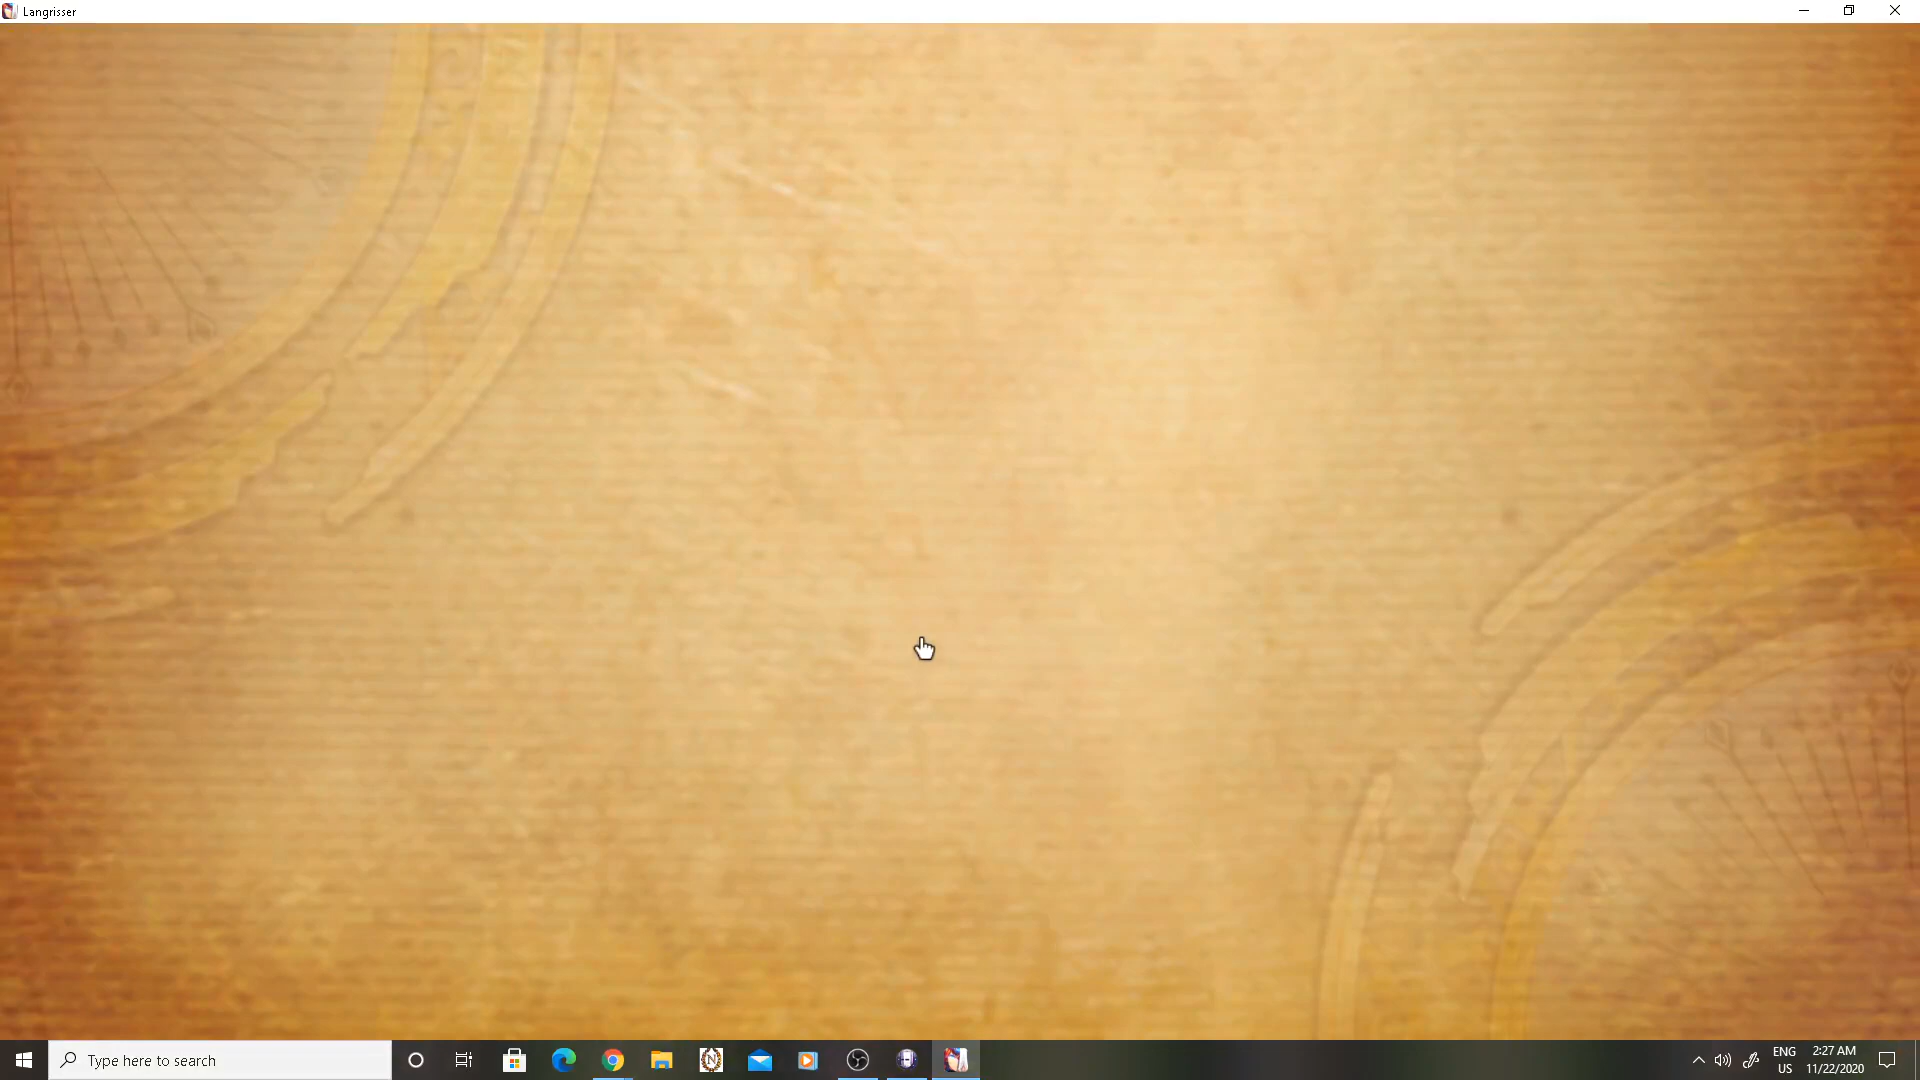 Langrisser
Type here to search
N
ENG
US
2:27 AM
11/22/2020